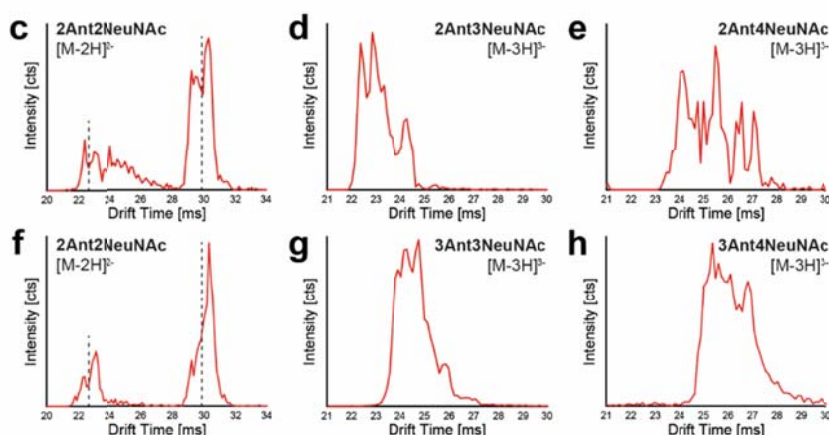 c 2Ant2NeuNAc
[M-2H]²⁻
Intensity [cts]
20 22 24 26 28 30 32 34
Drift Time [ms]
d 2Ant3NeuNAc
[M-3H]³⁻
Intensity [cts]
21 22 23 24 25 26 27 28 29 30
Drift Time [ms]
e 2Ant4NeuNAc
[M-3H]³⁻
Intensity [cts]
21 22 23 24 25 26 27 28 29 30
Drift Time [ms]
f 2Ant2NeuNAc
[M-2H]²⁻
Intensity [cts]
20 22 24 26 28 30 32 34
Drift Time [ms]
g 3Ant3NeuNAc
[M-3H]³⁻
Intensity [cts]
21 22 23 24 25 26 27 28 29 30
Drift Time [ms]
h 3Ant4NeuNAc
[M-3H]³⁻
Intensity [cts]
21 22 23 24 25 26 27 28 29 30
Drift Time [ms]